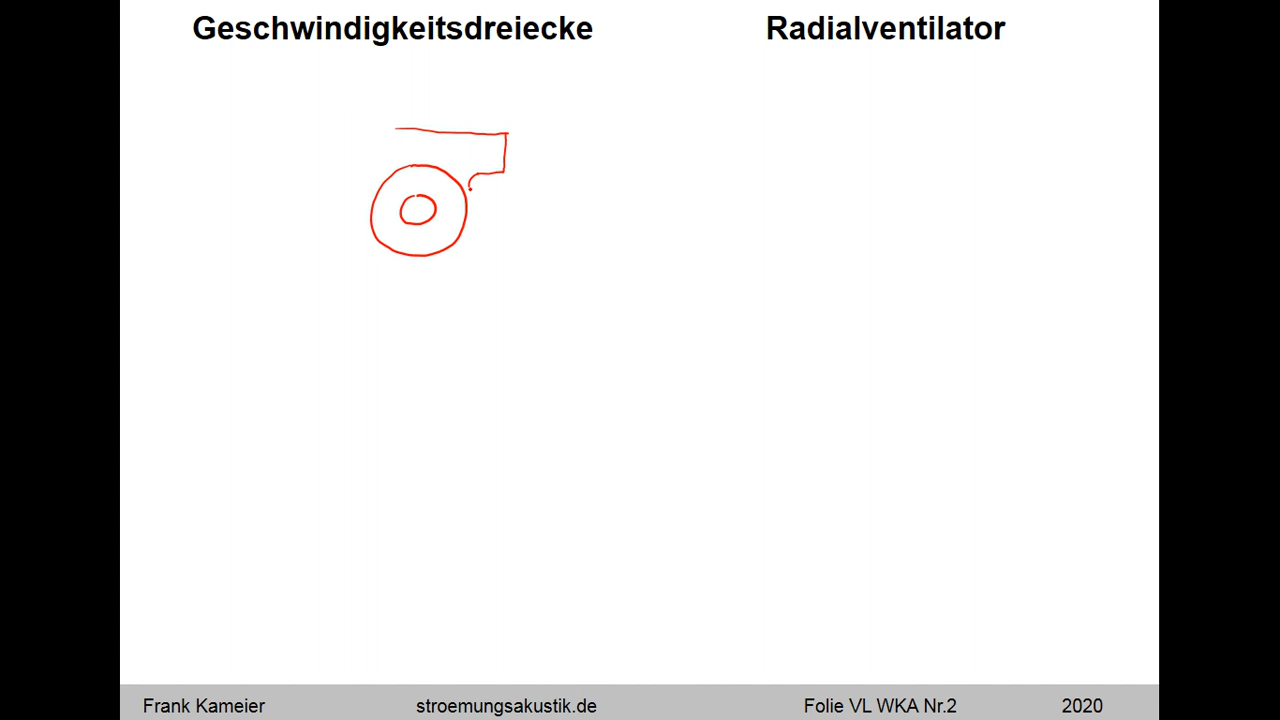 Geschwindigkeitsdreiecke Radialventilator
Frank Kameier stroemungsakustik.de Folie VL WKA Nr.2 2020